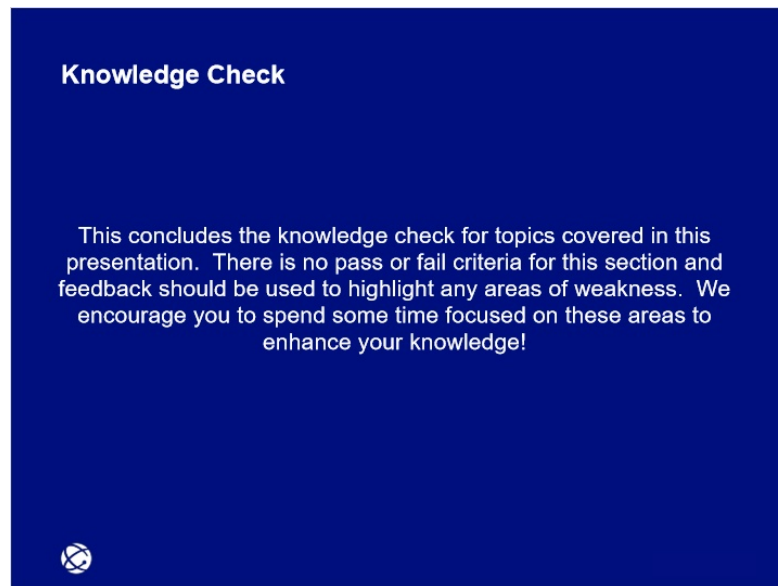 Knowledge Check
This concludes the knowledge check for topics covered in this
presentation.  There is no pass or fail criteria for this section and
feedback should be used to highlight any areas of weakness.  We
encourage you to spend some time focused on these areas to
enhance your knowledge!